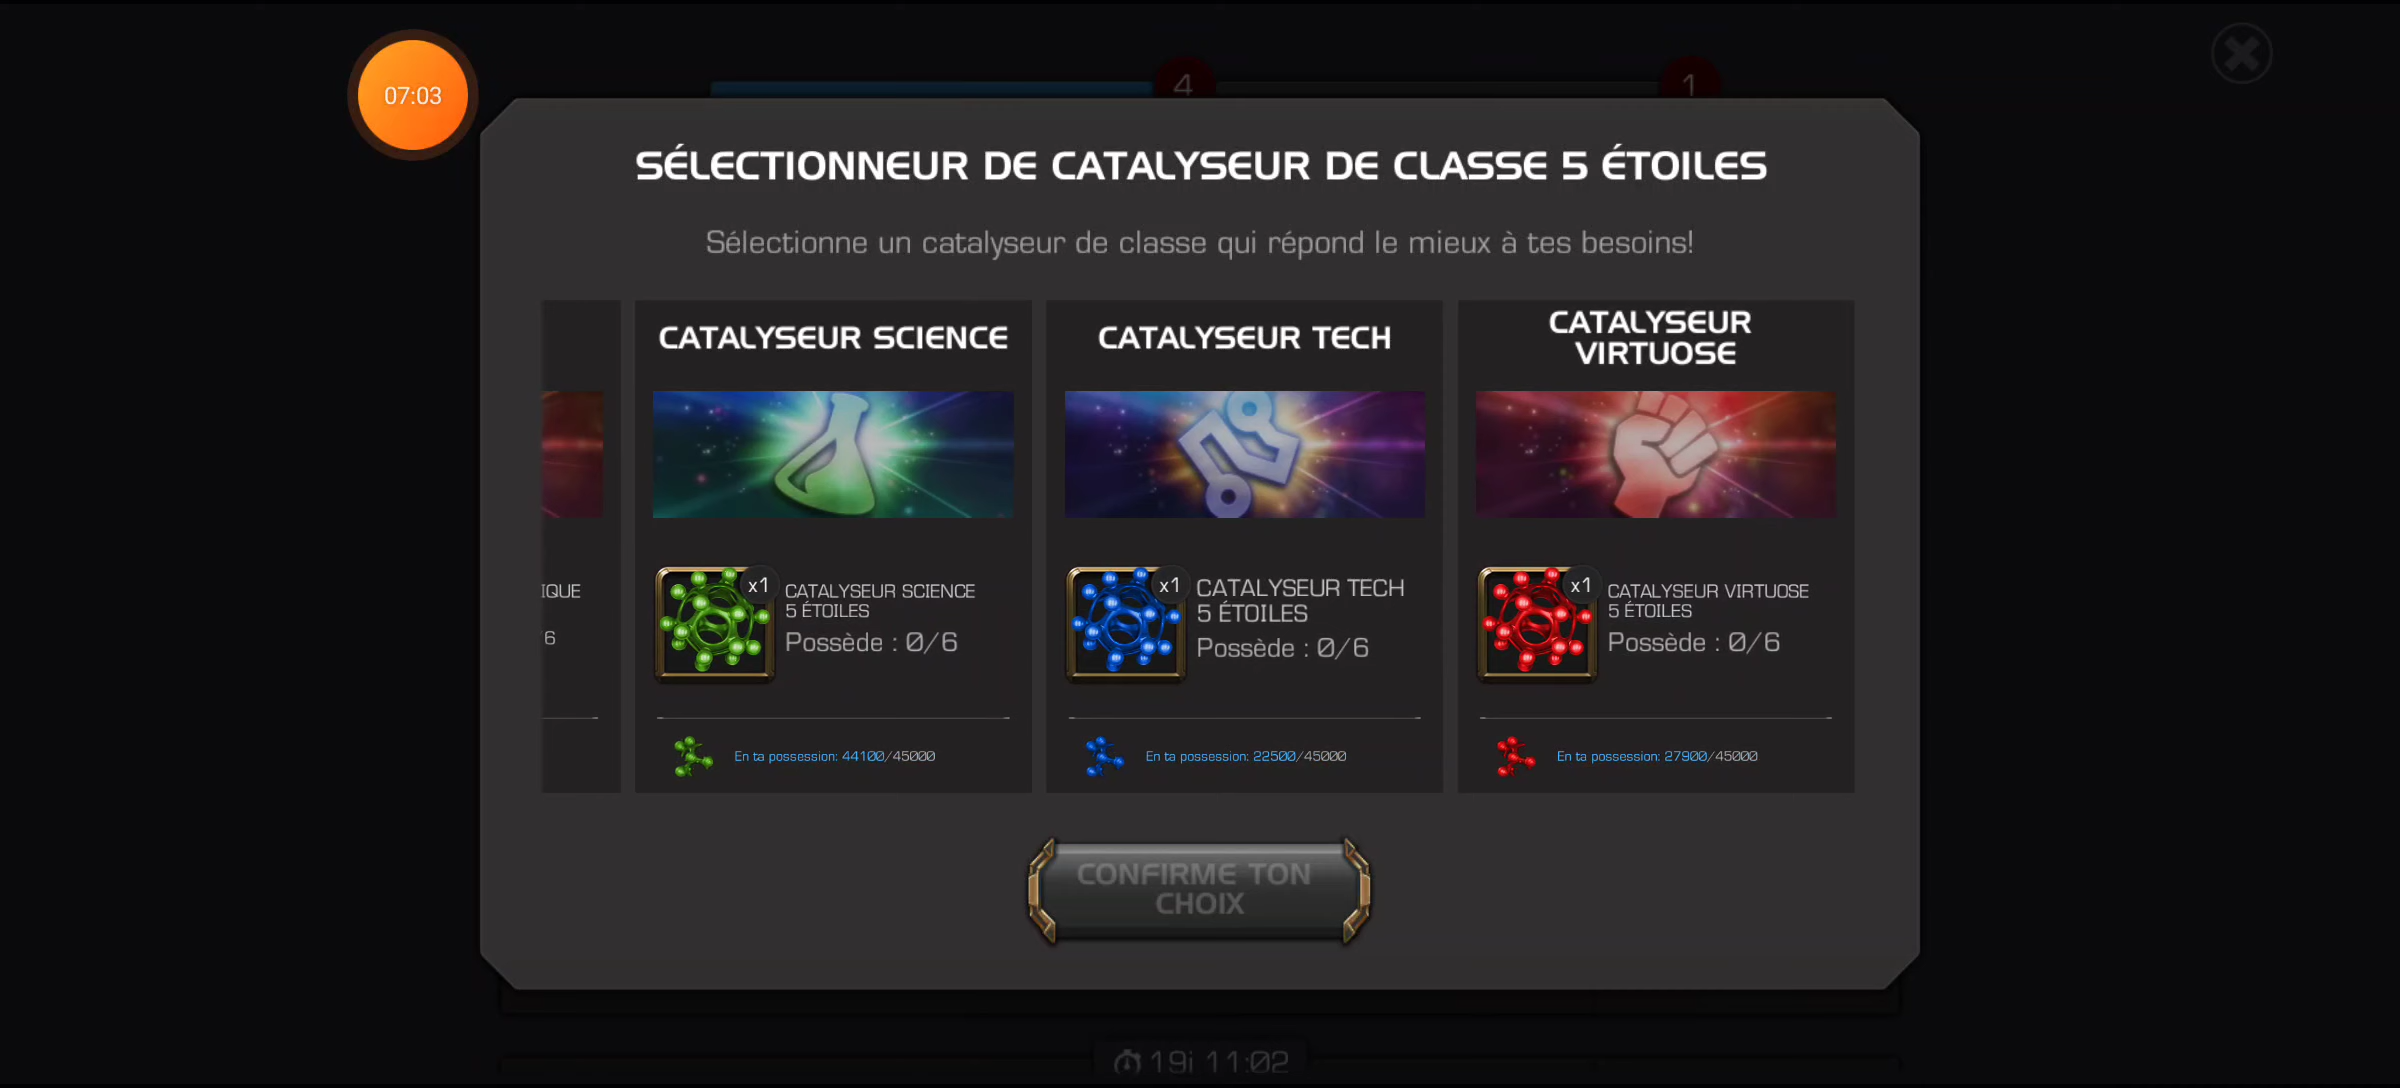 07:03
4
1
SÉLECTIONNEUR DE CATALYSEUR DE CLASSE 5 ÉTOILES
Sélectionne un catalyseur de classe qui répond le mieux à tes besoins!
IQUE
6
CATALYSEUR SCIENCE
x1
CATALYSEUR SCIENCE
5 ÉTOILES
Possède : 0/6
En ta possession: 44100/45000
CATALYSEUR TECH
x1
CATALYSEUR TECH
5 ÉTOILES
Possède : 0/6
En ta possession: 22500/45000
CATALYSEUR
VIRTUOSE
x1
CATALYSEUR VIRTUOSE
5 ÉTOILES
Possède : 0/6
En ta possession: 27900/45000
CONFIRME TON
CHOIX
19j 11:02